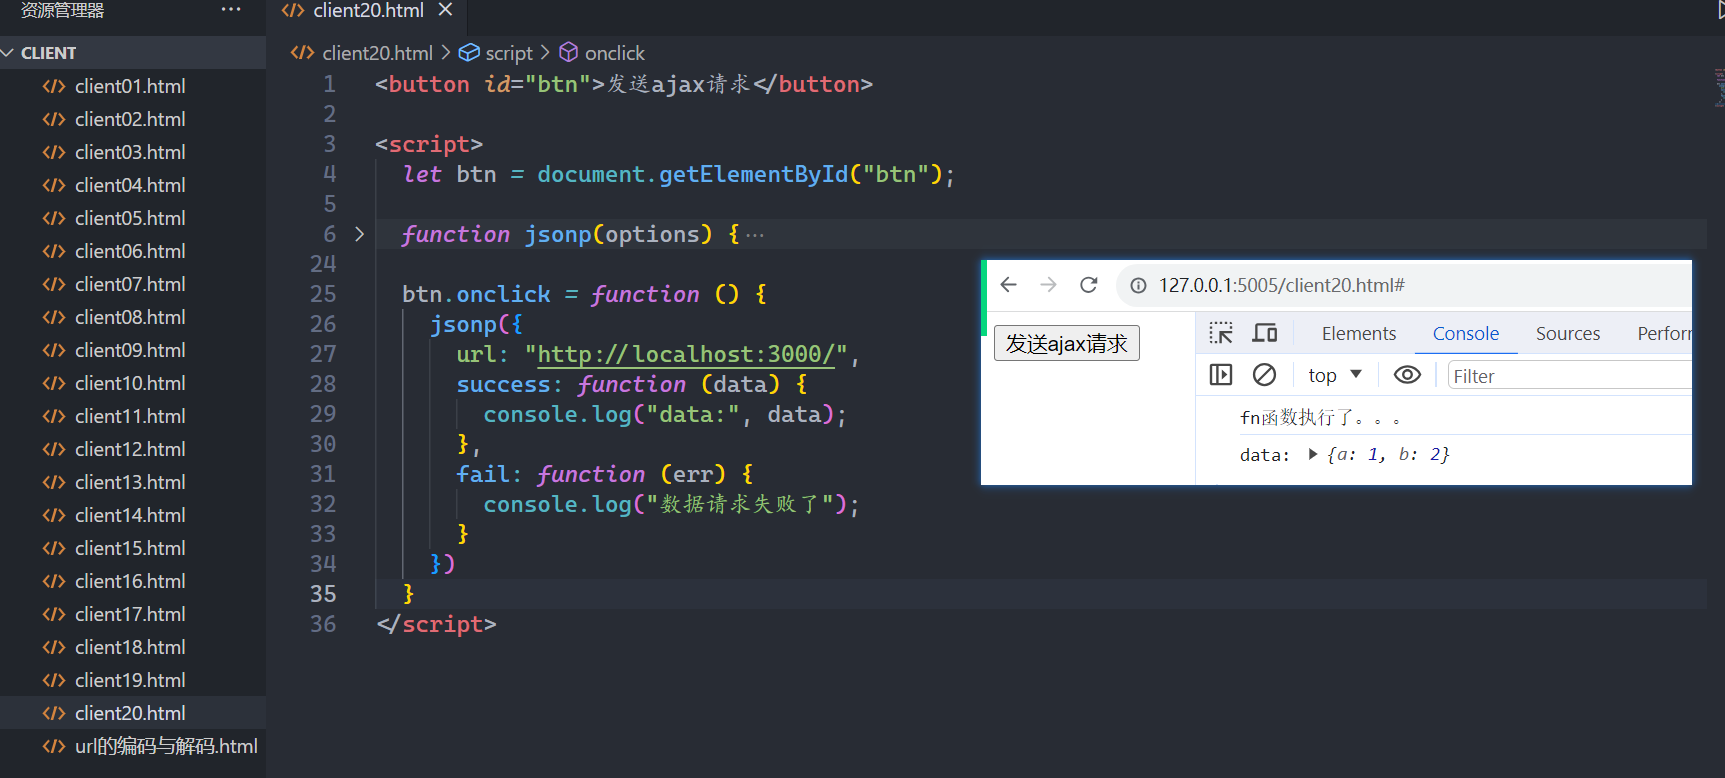 资源管理器 ···
CLIENT
client01.html
client02.html
client03.html
client04.html
client05.html
client06.html
client07.html
client08.html
client09.html
client10.html
client11.html
client12.html
client13.html
client14.html
client15.html
client16.html
client17.html
client18.html
client19.html
client20.html
url的编码与解码.html
client20.html
client20.html > script > onclick
1 <button id="btn">发送ajax请求</button>
2
3 <script>
4 let btn = document.getElementById("btn");
5
6 function jsonp(options) {···
24
25 btn.onclick = function () {
26 jsonp({
27 url: "http://localhost:3000/",
28 success: function (data) {
29 console.log("data:", data);
30 },
31 fail: function (err) {
32 console.log("数据请求失败了");
33 }
34 })
35 }
36 </script>
127.0.0.1:5005/client20.html#
发送ajax请求
Elements Console Sources Perforr
top Filter
fn函数执行了。。。
data: {a: 1, b: 2}